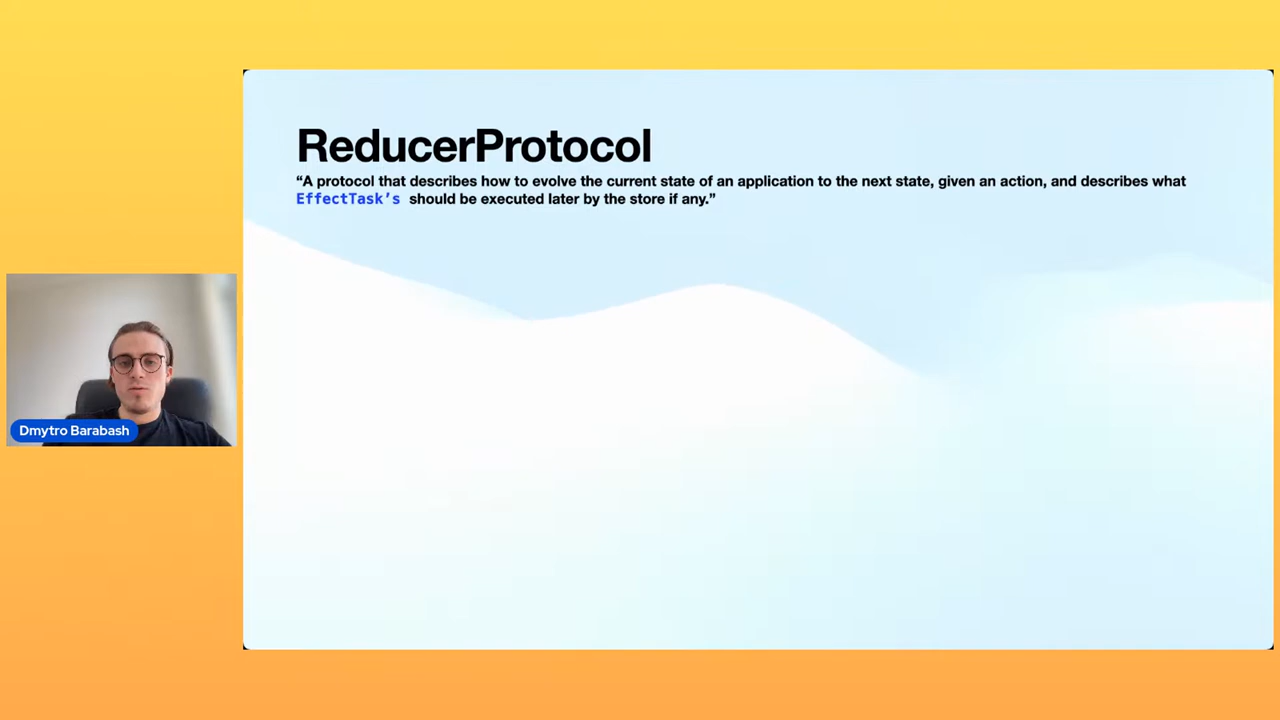 ReducerProtocol
“A protocol that describes how to evolve the current state of an application to the next state, given an action, and describes what
EffectTask’s should be executed later by the store if any.”
Dmytro Barabash